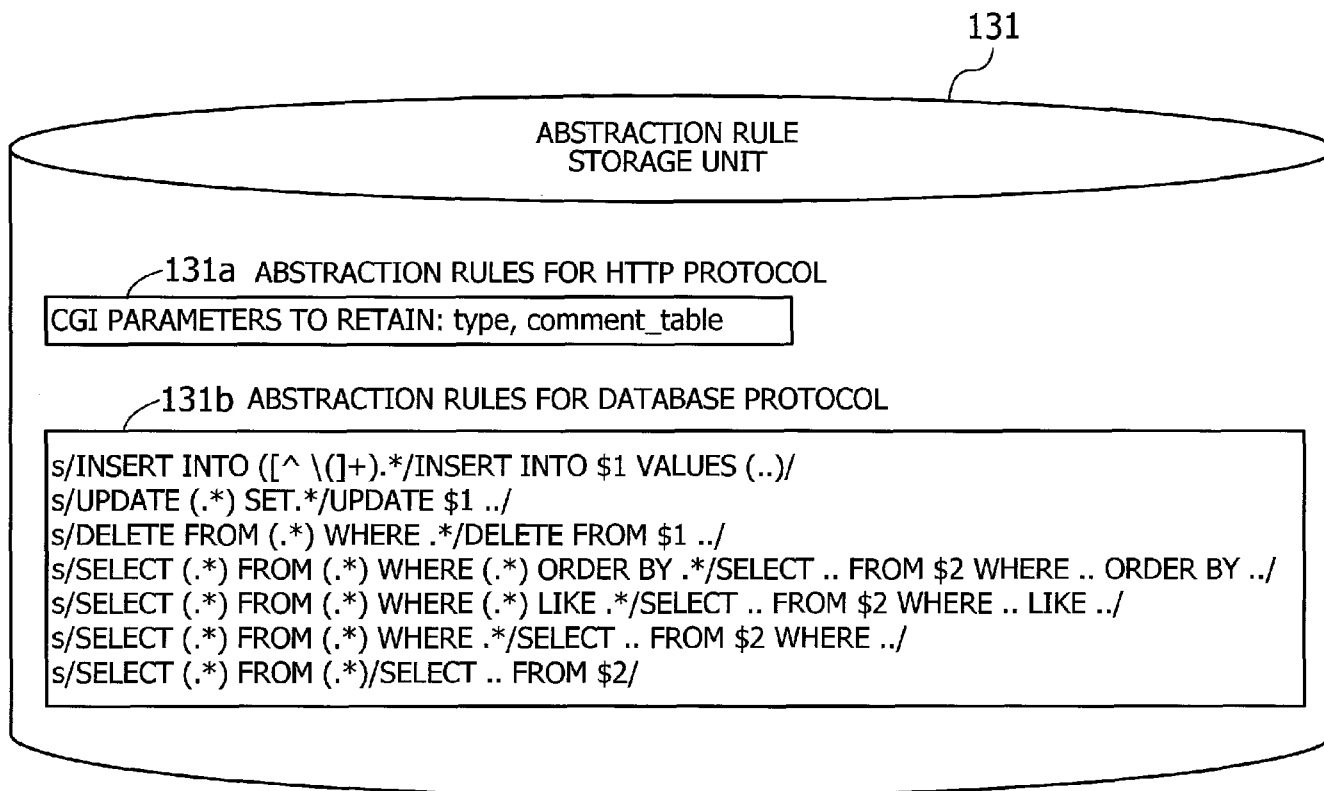 131
ABSTRACTION RULE
STORAGE UNIT
131a ABSTRACTION RULES FOR HTTP PROTOCOL
CGI PARAMETERS TO RETAIN: type, comment_table
131b ABSTRACTION RULES FOR DATABASE PROTOCOL
s/INSERT INTO ([^ \(]+).*/INSERT INTO $1 VALUES (..)/
s/UPDATE (.*) SET.*/UPDATE $1 ../
s/DELETE FROM (.*) WHERE .*/DELETE FROM $1 ../
s/SELECT (.*) FROM (.*) WHERE (.*) ORDER BY .*/SELECT .. FROM $2 WHERE .. ORDER BY ../
s/SELECT (.*) FROM (.*) WHERE (.*) LIKE .*/SELECT .. FROM $2 WHERE .. LIKE ../
s/SELECT (.*) FROM (.*) WHERE .*/SELECT .. FROM $2 WHERE ../
s/SELECT (.*) FROM (.*)/SELECT .. FROM $2/